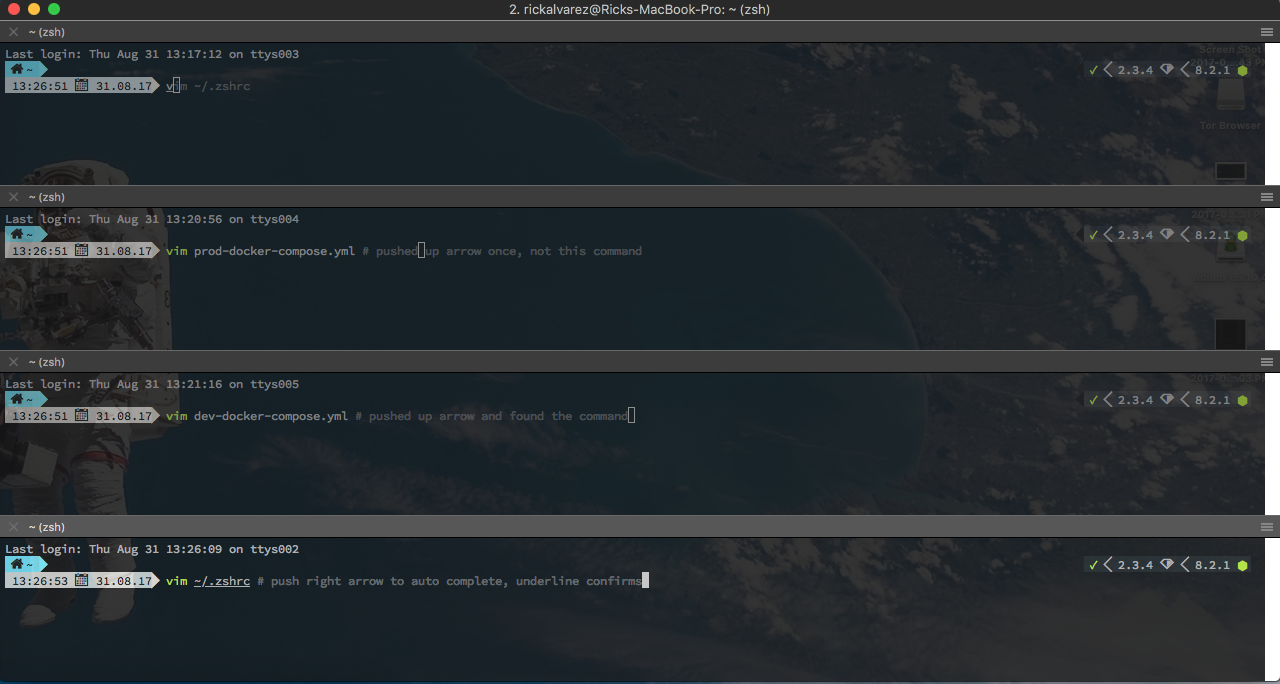 2. rickalvarez@Ricks-MacBook-Pro: ~ (zsh)
~ (zsh)
Last login: Thu Aug 31 13:17:12 on ttys003
Screen Shot
~
2.3.4 8.2.1
13:26:51 31.08.17 vim ~/.zshrc
Tor Browser
~ (zsh)
Last login: Thu Aug 31 13:20:56 on ttys004
~
2.3.4 8.2.1
13:26:51 31.08.17 vim prod-docker-compose.yml # pushed up arrow once, not this command
~ (zsh)
Last login: Thu Aug 31 13:21:16 on ttys005
~
2.3.4 8.2.1
13:26:51 31.08.17 vim dev-docker-compose.yml # pushed up arrow and found the command
~ (zsh)
Last login: Thu Aug 31 13:26:09 on ttys002
~
2.3.4 8.2.1
13:26:53 31.08.17 vim ~/.zshrc # push right arrow to auto complete, underline confirms